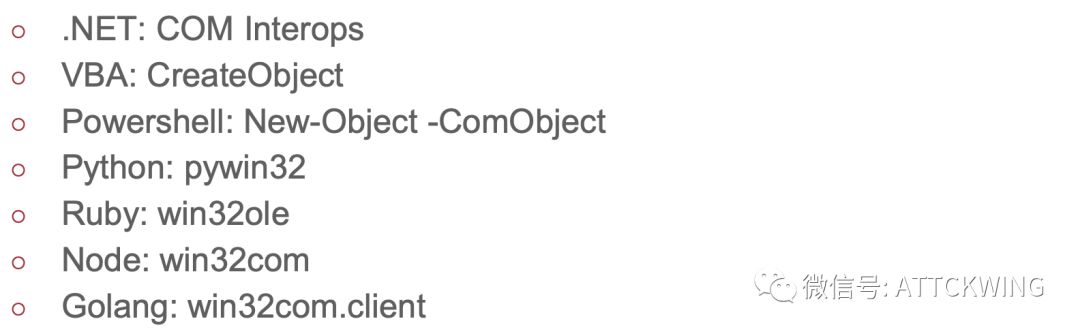 .NET: COM Interops
VBA: CreateObject
Powershell: New-Object -ComObject
Python: pywin32
Ruby: win32ole
Node: win32com
Golang: win32com.client
微信号: ATTCKWING